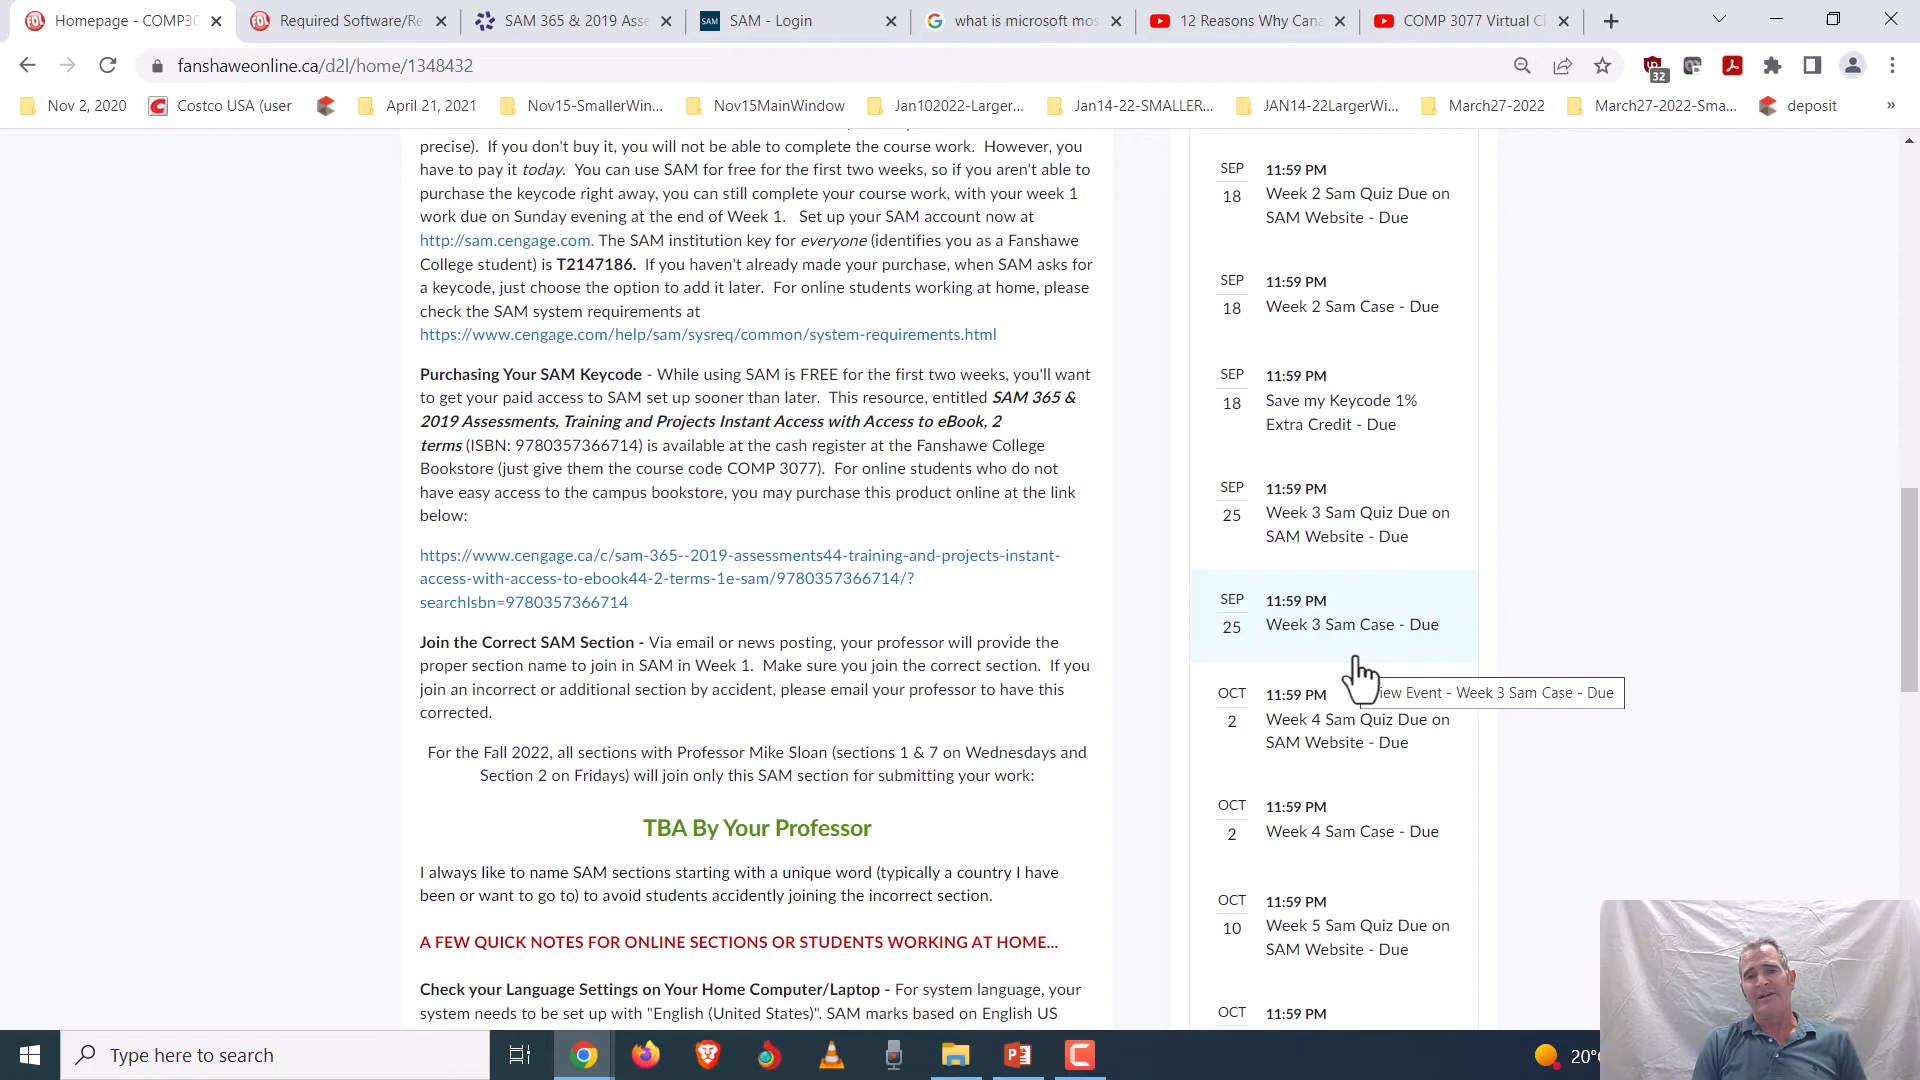 Homepage - COMP30
Required Software/Re
SAM 365 & 2019 Asse
SAM - Login
what is microsoft mos
12 Reasons Why Cana
COMP 3077 Virtual Cl
fanshaweonline.ca/d2l/home/1348432
32
Nov 2, 2020
Costco USA (user
April 21, 2021
Nov15-SmallerWin...
Nov15MainWindow
Jan102022-Larger...
Jan14-22-SMALLER...
JAN14-22LargerWi...
March27-2022
March27-2022-Sma...
deposit
»
precise). If you don't buy it, you will not be able to complete the course work. However, you
have to pay it today. You can use SAM for free for the first two weeks, so if you aren't able to
purchase the keycode right away, you can still complete your course work, with your week 1
work due on Sunday evening at the end of Week 1. Set up your SAM account now at
http://sam.cengage.com. The SAM institution key for everyone (identifies you as a Fanshawe
College student) is T2147186. If you haven't already made your purchase, when SAM asks for
a keycode, just choose the option to add it later. For online students working at home, please
check the SAM system requirements at
https://www.cengage.com/help/sam/sysreq/common/system-requirements.html
Purchasing Your SAM Keycode - While using SAM is FREE for the first two weeks, you'll want
to get your paid access to SAM set up sooner than later. This resource, entitled SAM 365 &
2019 Assessments, Training and Projects Instant Access with Access to eBook, 2
terms (ISBN: 9780357366714) is available at the cash register at the Fanshawe College
Bookstore (just give them the course code COMP 3077). For online students who do not
have easy access to the campus bookstore, you may purchase this product online at the link
below:
https://www.cengage.ca/c/sam-365--2019-assessments44-training-and-projects-instant-
access-with-access-to-ebook44-2-terms-1e-sam/9780357366714/?
searchIsbn=9780357366714
Join the Correct SAM Section - Via email or news posting, your professor will provide the
proper section name to join in SAM in Week 1. Make sure you join the correct section. If you
join an incorrect or additional section by accident, please email your professor to have this
corrected.
For the Fall 2022, all sections with Professor Mike Sloan (sections 1 & 7 on Wednesdays and
Section 2 on Fridays) will join only this SAM section for submitting your work:
TBA By Your Professor
I always like to name SAM sections starting with a unique word (typically a country I have
been or want to go to) to avoid students accidently joining the incorrect section.
A FEW QUICK NOTES FOR ONLINE SECTIONS OR STUDENTS WORKING AT HOME...
Check your Language Settings on Your Home Computer/Laptop - For system language, your
system needs to be set up with "English (United States)". SAM marks based on English US
SEP 11:59 PM
18 Week 2 Sam Quiz Due on
SAM Website - Due
SEP 11:59 PM
18 Week 2 Sam Case - Due
SEP 11:59 PM
18 Save my Keycode 1%
Extra Credit - Due
SEP 11:59 PM
25 Week 3 Sam Quiz Due on
SAM Website - Due
SEP 11:59 PM
25 Week 3 Sam Case - Due
iew Event - Week 3 Sam Case - Due
OCT 11:59 PM
2 Week 4 Sam Quiz Due on
SAM Website - Due
OCT 11:59 PM
2 Week 4 Sam Case - Due
OCT 11:59 PM
10 Week 5 Sam Quiz Due on
SAM Website - Due
OCT 11:59 PM
Type here to search
20°